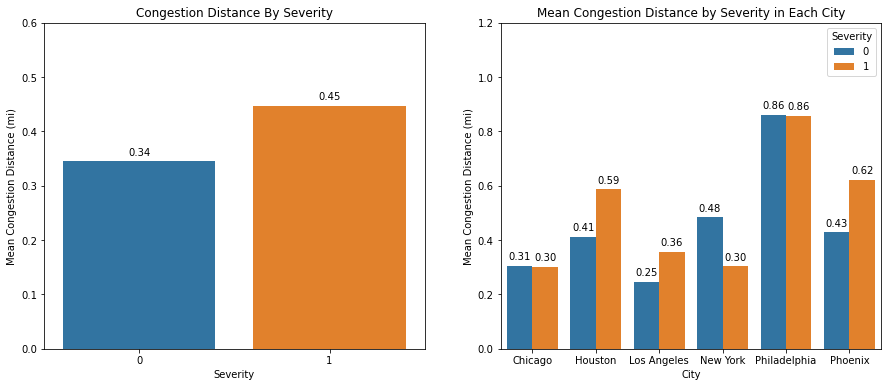 Congestion Distance By Severity
Mean Congestion Distance (mi)
0.6
0.5
0.4
0.3
0.2
0.1
0.0
0.34
0.45
0 1
Severity
Mean Congestion Distance by Severity in Each City
Mean Congestion Distance (mi)
1.2
1.0
0.8
0.6
0.4
0.2
0.0
Severity
0
1
0.31 0.30 0.41 0.59 0.25 0.36 0.48 0.30 0.86 0.86 0.43 0.62
Chicago Houston Los Angeles New York Philadelphia Phoenix
City